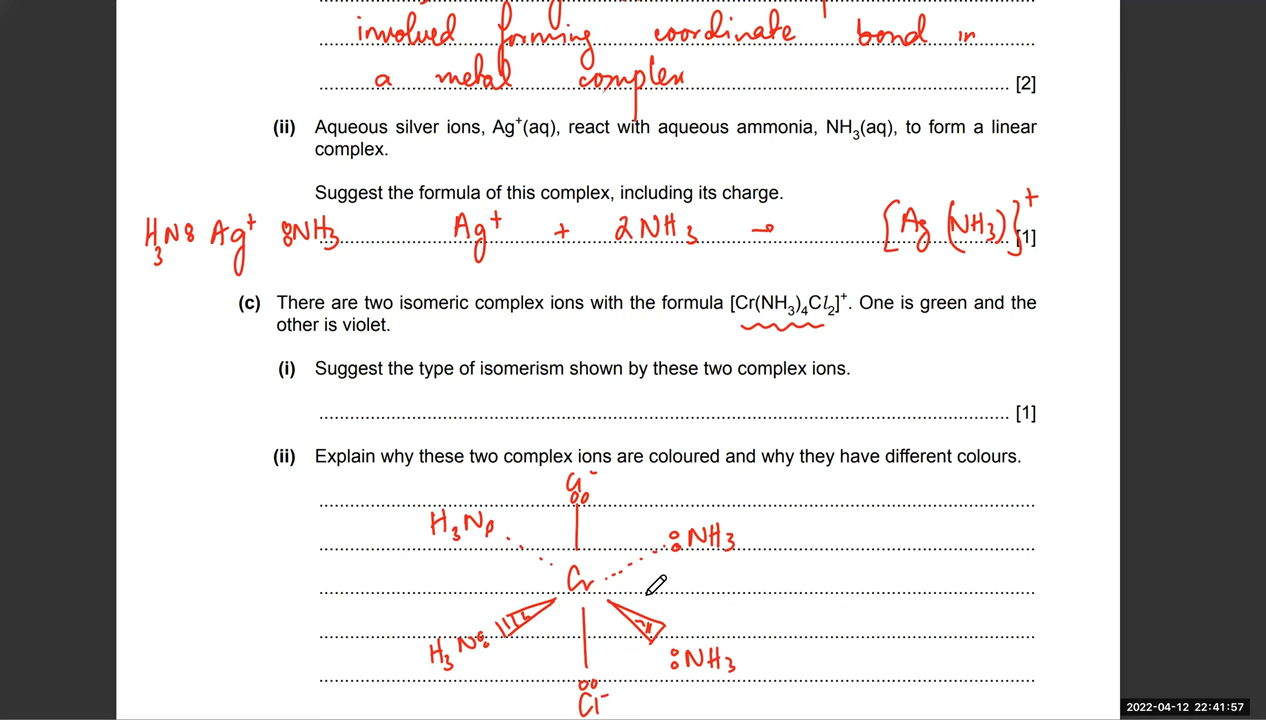 involved forming coordinate bond in
a metal complex [2]
(ii) Aqueous silver ions, Ag⁺(aq), react with aqueous ammonia, NH₃(aq), to form a linear
complex.
Suggest the formula of this complex, including its charge.
H₃N8 Ag⁺ 8NH₃ Ag⁺ + 2NH₃ → [Ag(NH₃)]⁺ [1]
(c) There are two isomeric complex ions with the formula [Cr(NH₃)₄Cl₂]⁺. One is green and the
other is violet.
(i) Suggest the type of isomerism shown by these two complex ions.
[1]
(ii) Explain why these two complex ions are coloured and why they have different colours.
Cl⁻
H₃N :NH₃
Cr
H₃N: :NH₃
Cl⁻
2022-04-12 22:41:57